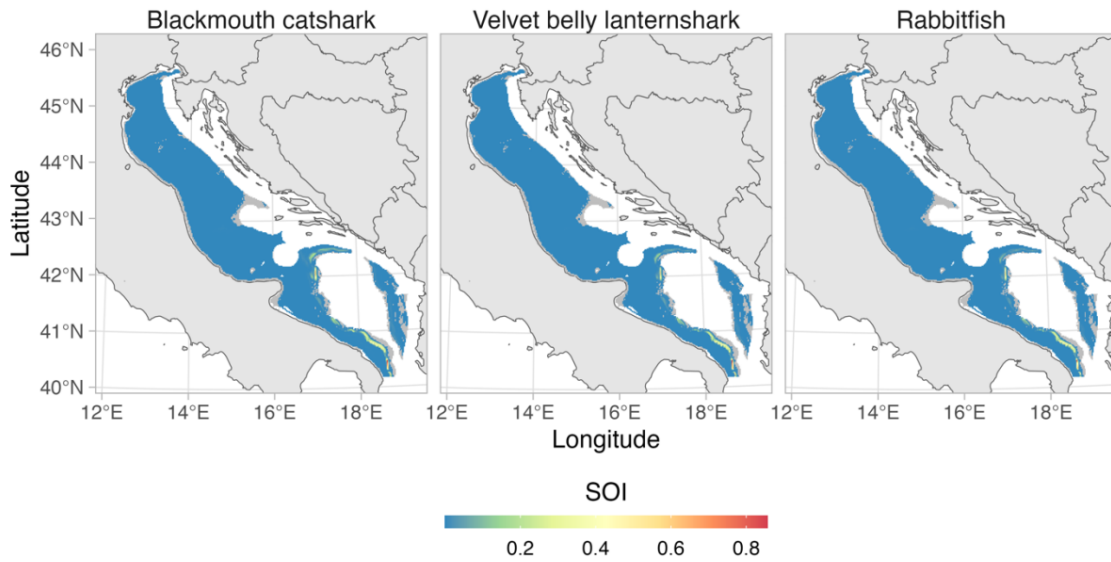 Blackmouth catshark Velvet belly lanternshark Rabbitfish
46°N
45°N
44°N
43°N
42°N
41°N
40°N
Latitude
12°E 14°E 16°E 18°E 12°E 14°E 16°E 18°E 12°E 14°E 16°E 18°E
Longitude
SOI
0.2 0.4 0.6 0.8